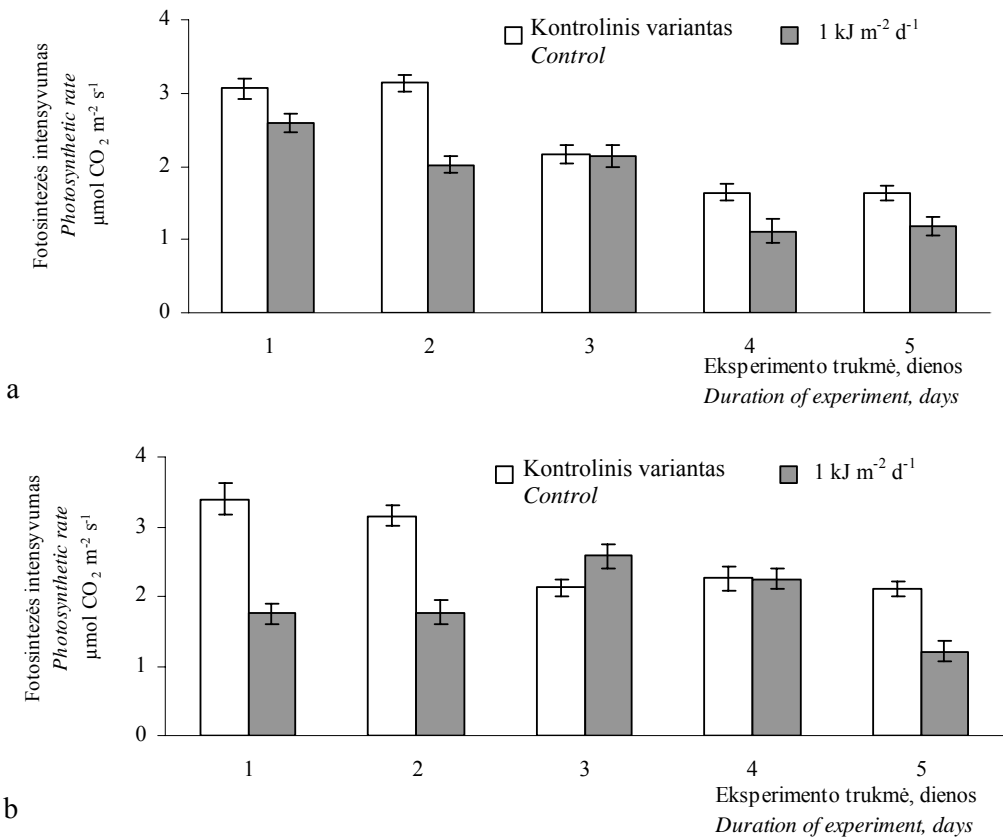 Fotosintezės intensyvumas
Photosynthetic rate
µmol CO2 m-2 s-1
4
3
2
1
0
Kontrolinis variantas
Control
1 kJ m-2 d-1
1 2 3 4 5
Eksperimento trukmė, dienos
Duration of experiment, days
a
Fotosintezės intensyvumas
Photosynthetic rate
µmol CO2 m-2 s-1
4
3
2
1
0
Kontrolinis variantas
Control
1 kJ m-2 d-1
1 2 3 4 5
Eksperimento trukmė, dienos
Duration of experiment, days
b